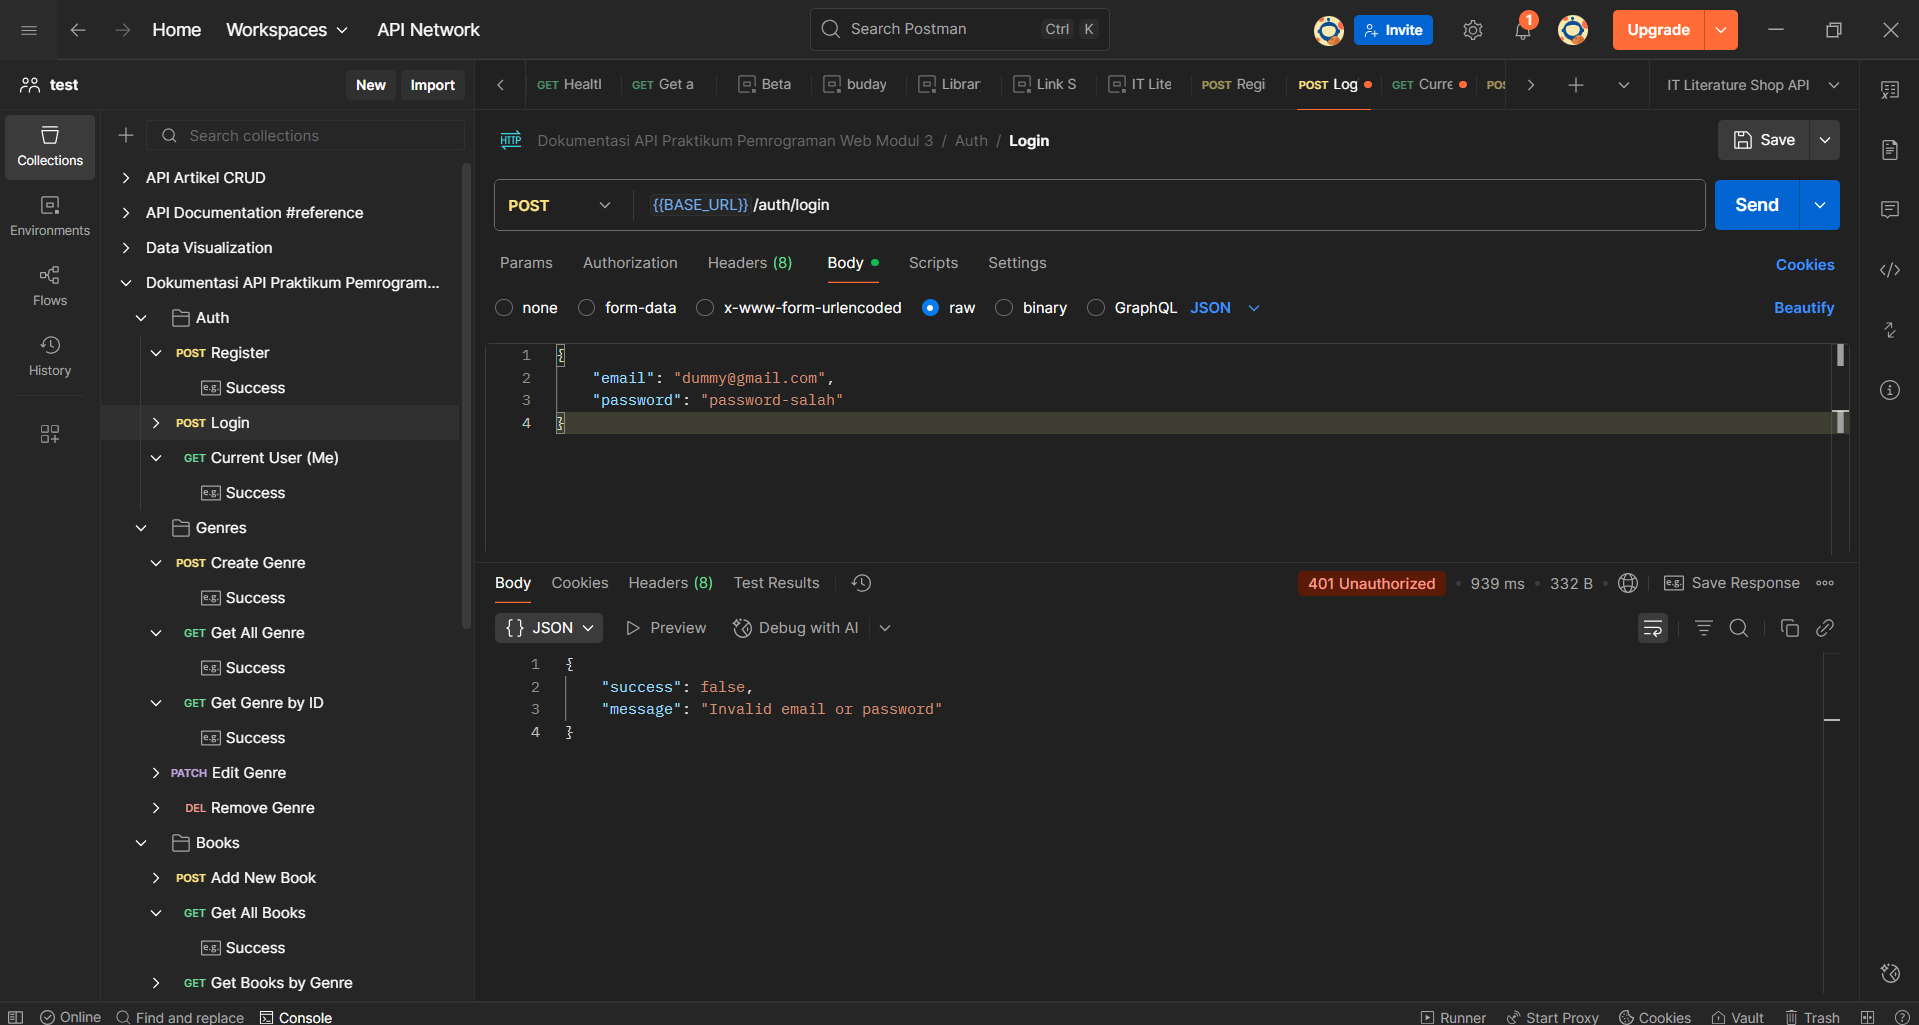 Home Workspaces API Network
Search Postman Ctrl K
Invite 1 Upgrade
test New Import
GET Healtl GET Get a Beta buday Librar Link S IT Lite POST Regi POST Log GET Curre POS IT Literature Shop API
Collections
Environments
Flows
History
Search collections
API Artikel CRUD
API Documentation #reference
Data Visualization
Dokumentasi API Praktikum Pemrogram...
Auth
POST Register
e.g. Success
POST Login
GET Current User (Me)
e.g. Success
Genres
POST Create Genre
e.g. Success
GET Get All Genre
e.g. Success
GET Get Genre by ID
e.g. Success
PATCH Edit Genre
DEL Remove Genre
Books
POST Add New Book
GET Get All Books
e.g. Success
GET Get Books by Genre
HTTP Dokumentasi API Praktikum Pemrograman Web Modul 3 / Auth / Login
Save
POST {{BASE_URL}} /auth/login
Send
Params Authorization Headers (8) Body Scripts Settings
Cookies
none form-data x-www-form-urlencoded raw binary GraphQL JSON
Beautify
1 {
2 "email": "dummy@gmail.com",
3 "password": "password-salah"
4 }
Body Cookies Headers (8) Test Results
401 Unauthorized 939 ms 332 B e.g. Save Response
{} JSON Preview Debug with AI
1 {
2 "success": false,
3 "message": "Invalid email or password"
4 }
Online Find and replace Console
Runner Start Proxy Cookies Vault Trash